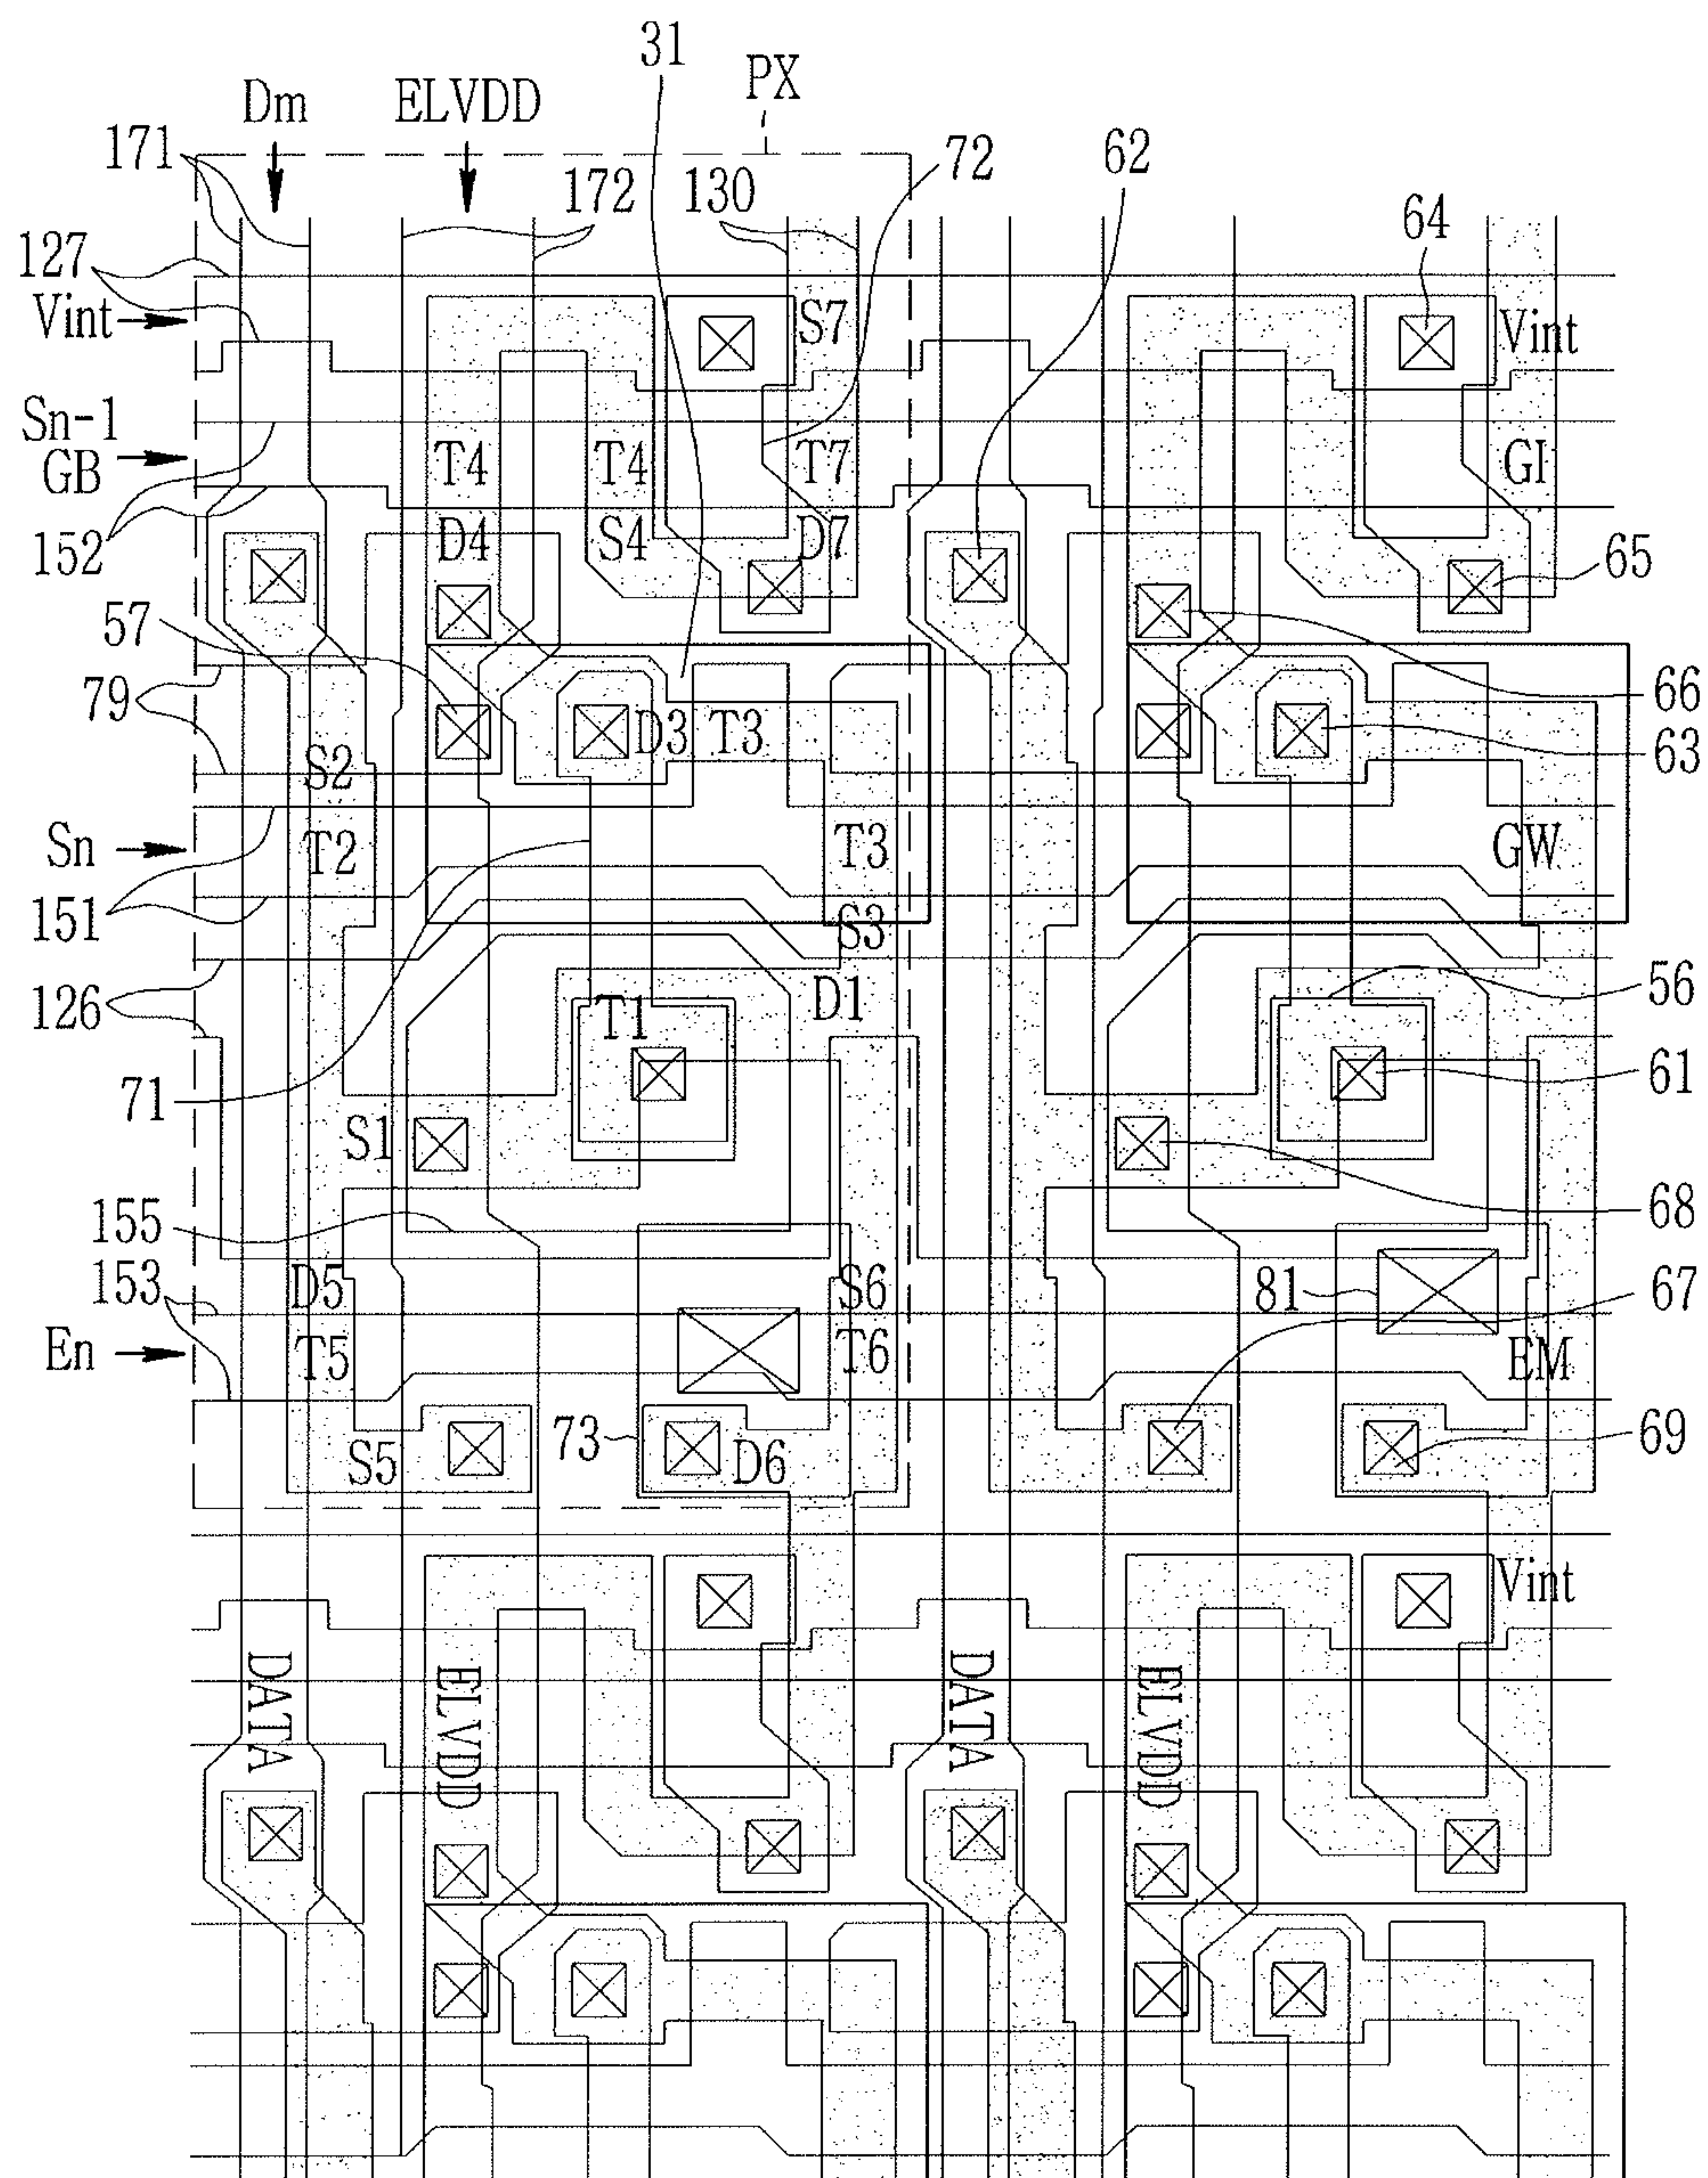 31
PX
Dm
ELVDD
171
72
62
172
130
64
127
Vint
S7
Vint
Sn-1
GB
T4
T4
T7
GI
152
D4
S4
D7
65
57
79
D3
T3
66
63
S2
Sn
T2
T3
GW
151
S3
126
D1
56
T1
71
61
S1
155
68
153
D5
S6
81
67
En
T5
T6
EM
73
S5
D6
69
Vint
DATA
ELVDD
DATA
ELVDD